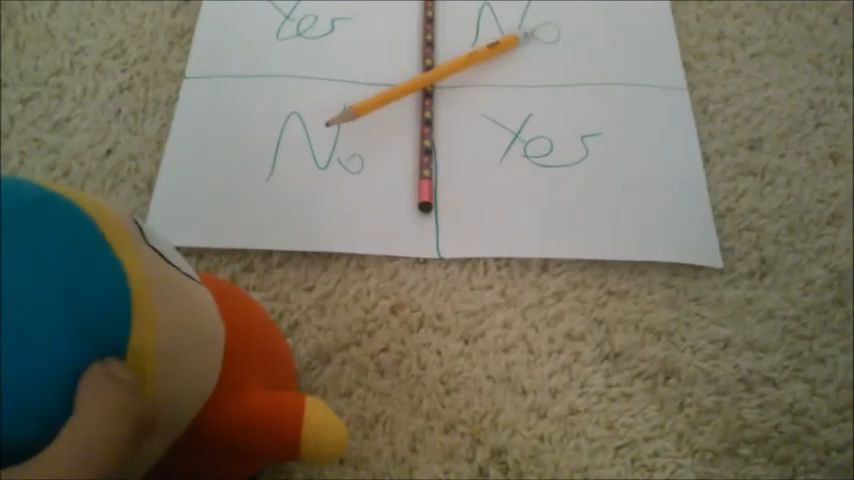 Yes No
No Yes